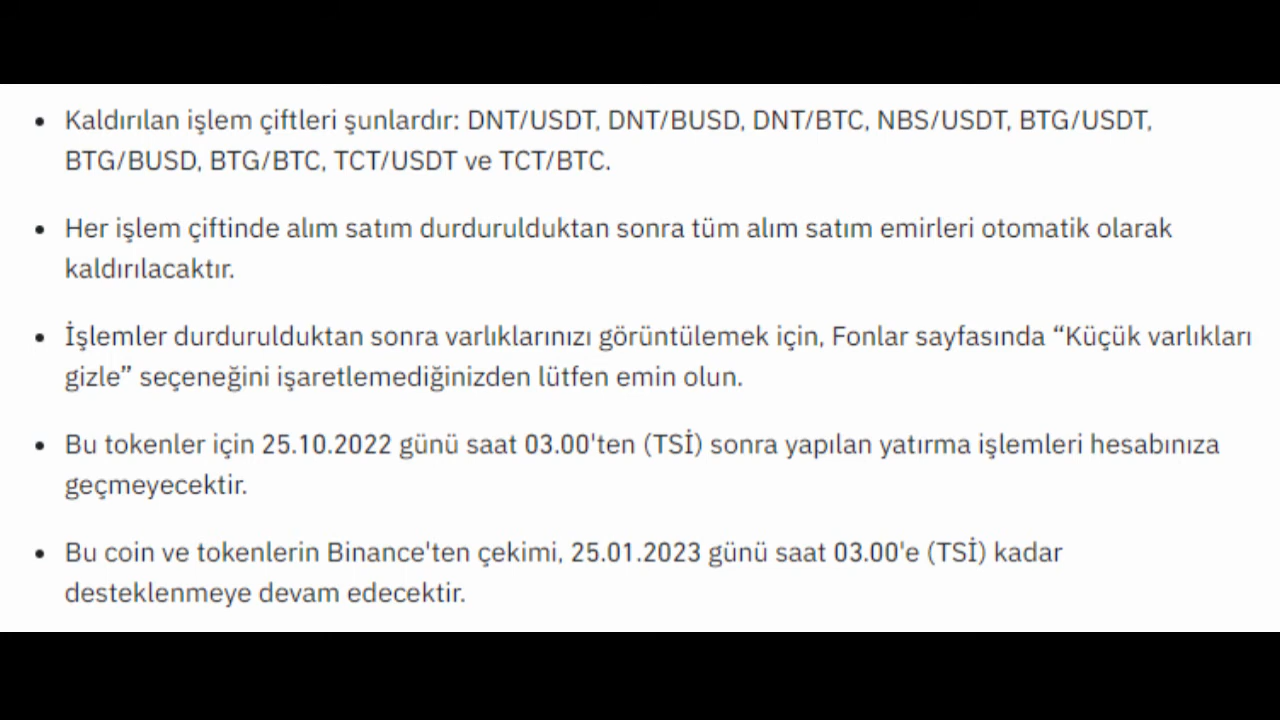 • Kaldırılan işlem çiftleri şunlardır: DNT/USDT, DNT/BUSD, DNT/BTC, NBS/USDT, BTG/USDT,
BTG/BUSD, BTG/BTC, TCT/USDT ve TCT/BTC.
• Her işlem çiftinde alım satım durdurulduktan sonra tüm alım satım emirleri otomatik olarak
kaldırılacaktır.
• İşlemler durdurulduktan sonra varlıklarınızı görüntülemek için, Fonlar sayfasında “Küçük varlıkları
gizle” seçeneğini işaretlemediğinizden lütfen emin olun.
• Bu tokenler için 25.10.2022 günü saat 03.00'ten (TSİ) sonra yapılan yatırma işlemleri hesabınıza
geçmeyecektir.
• Bu coin ve tokenlerin Binance'ten çekimi, 25.01.2023 günü saat 03.00'e (TSİ) kadar
desteklenmeye devam edecektir.